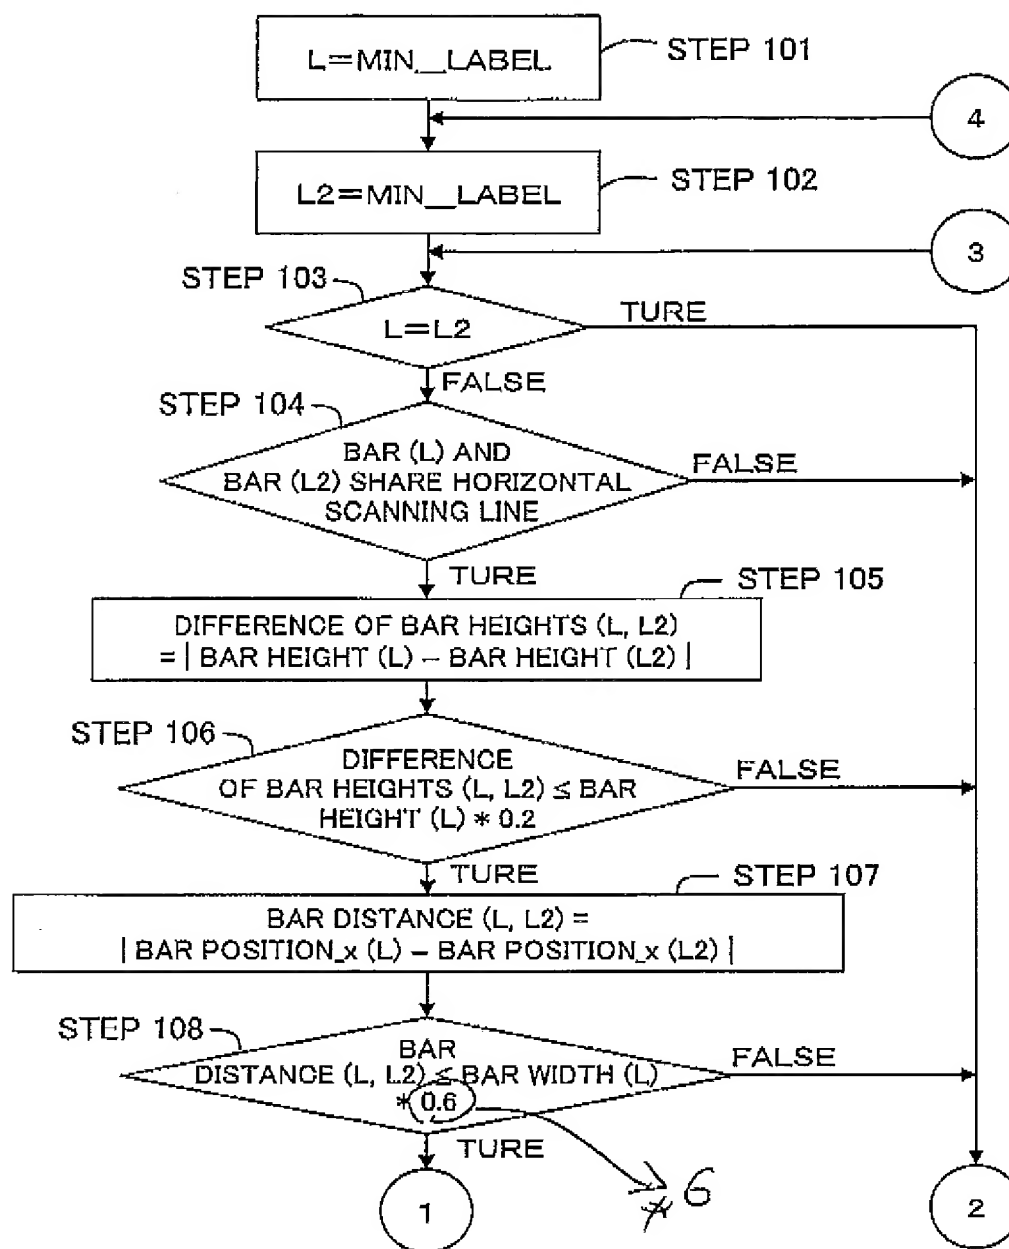 L=MIN__LABEL
STEP 101
4
L2=MIN__LABEL
STEP 102
3
STEP 103
L=L2
TURE
FALSE
STEP 104
BAR (L) AND
BAR (L2) SHARE HORIZONTAL
SCANNING LINE
FALSE
TURE
STEP 105
DIFFERENCE OF BAR HEIGHTS (L, L2)
= | BAR HEIGHT (L) – BAR HEIGHT (L2) |
STEP 106
DIFFERENCE
OF BAR HEIGHTS (L, L2) ≤ BAR
HEIGHT (L) * 0.2
FALSE
TURE
STEP 107
BAR DISTANCE (L, L2) =
| BAR POSITION_x (L) – BAR POSITION_x (L2) |
STEP 108
BAR
DISTANCE (L, L2) ≤ BAR WIDTH (L)
* 0.6
FALSE
TURE
6
1
2